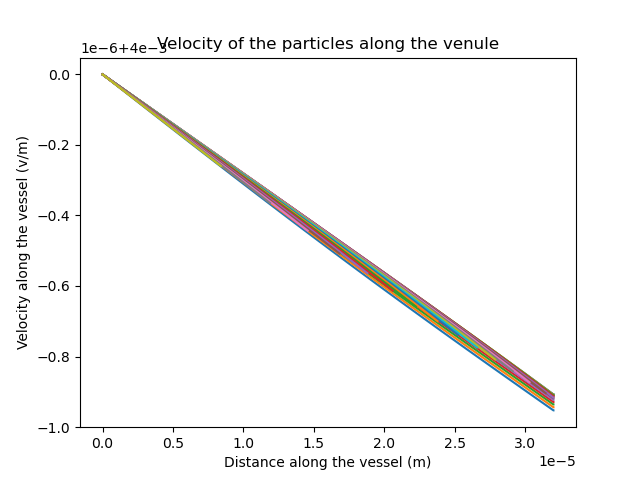 Velocity of the particles along the venule
1e−6+4e−3
0.0
−0.2
−0.4
−0.6
−0.8
−1.0
Velocity along the vessel (v/m)
0.0 0.5 1.0 1.5 2.0 2.5 3.0
1e−5
Distance along the vessel (m)